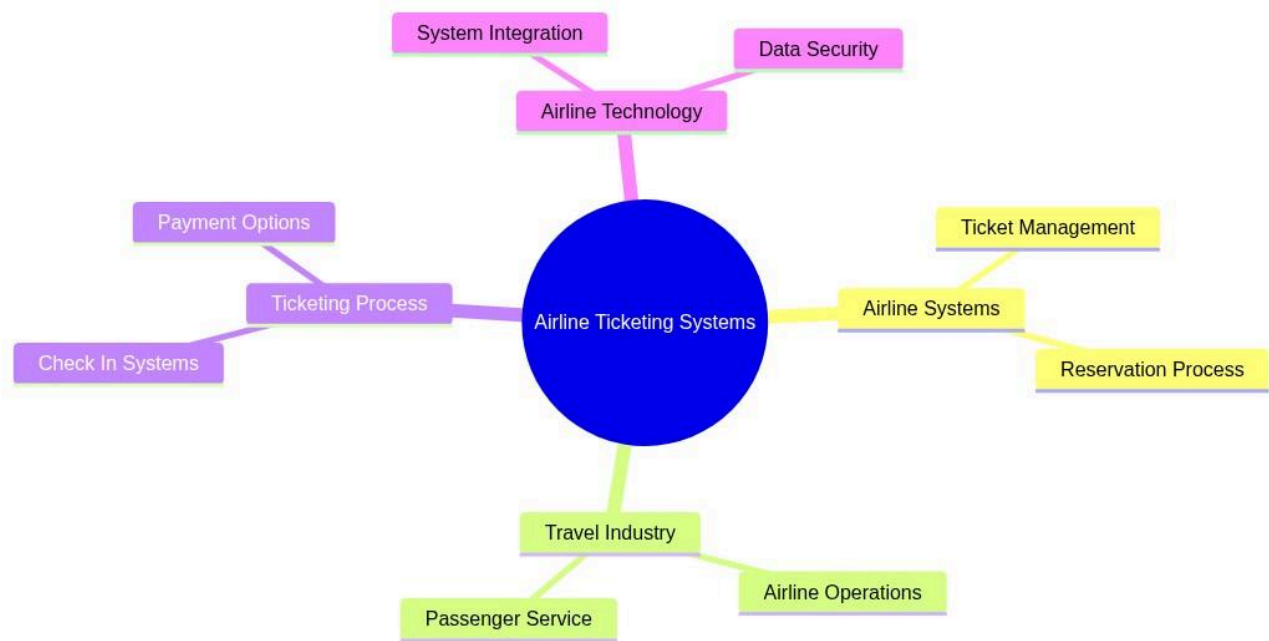 System Integration
Data Security
Airline Technology
Payment Options
Ticket Management
Ticketing Process
Airline Ticketing Systems
Airline Systems
Check In Systems
Reservation Process
Travel Industry
Airline Operations
Passenger Service